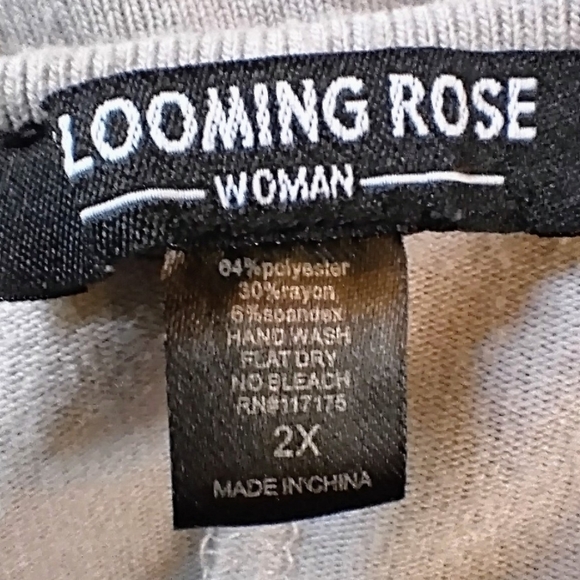 LOOMING ROSE
WOMAN
64%polyester
30%rayon
6%spandex
HAND WASH
FLAT DRY
NO BLEACH
RN#117175
2X
MADE IN CHINA